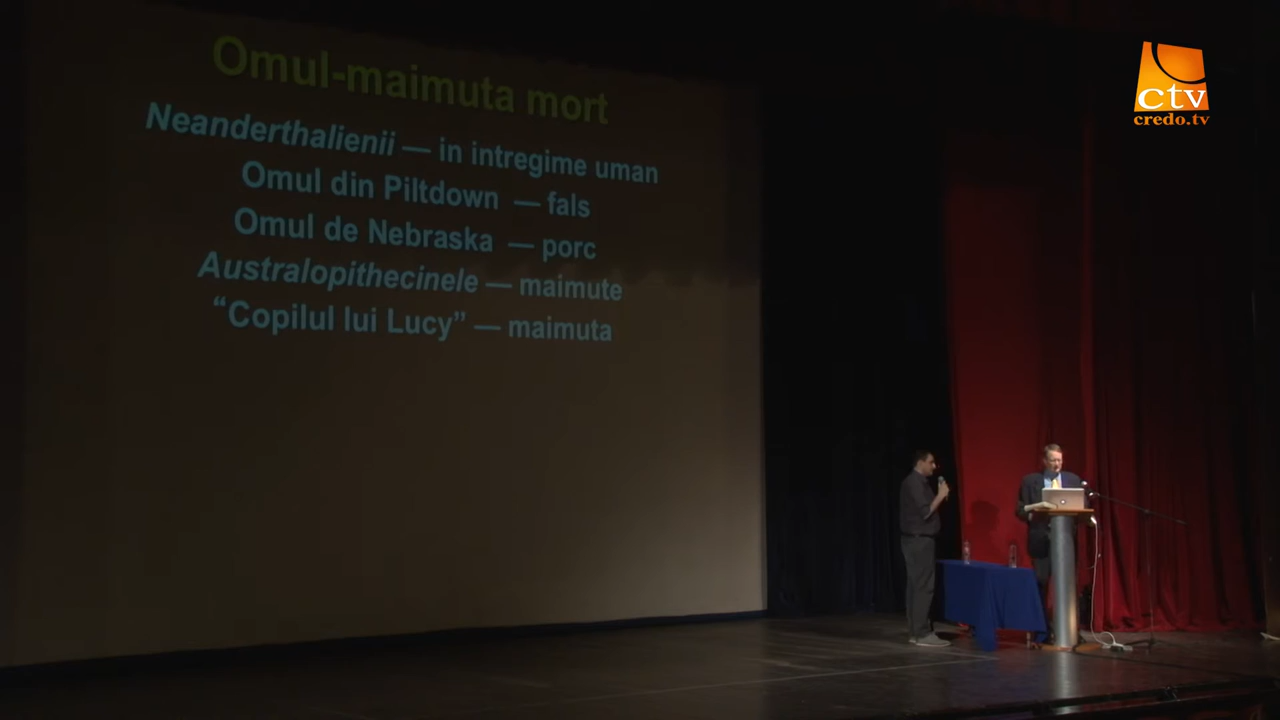 Omul-maimuta mort
Neanderthalienii — in intregime uman
Omul din Piltdown — fals
Omul de Nebraska — porc
Australopithecinele — maimute
“Copilul lui Lucy” — maimuta
ctv
credo.tv